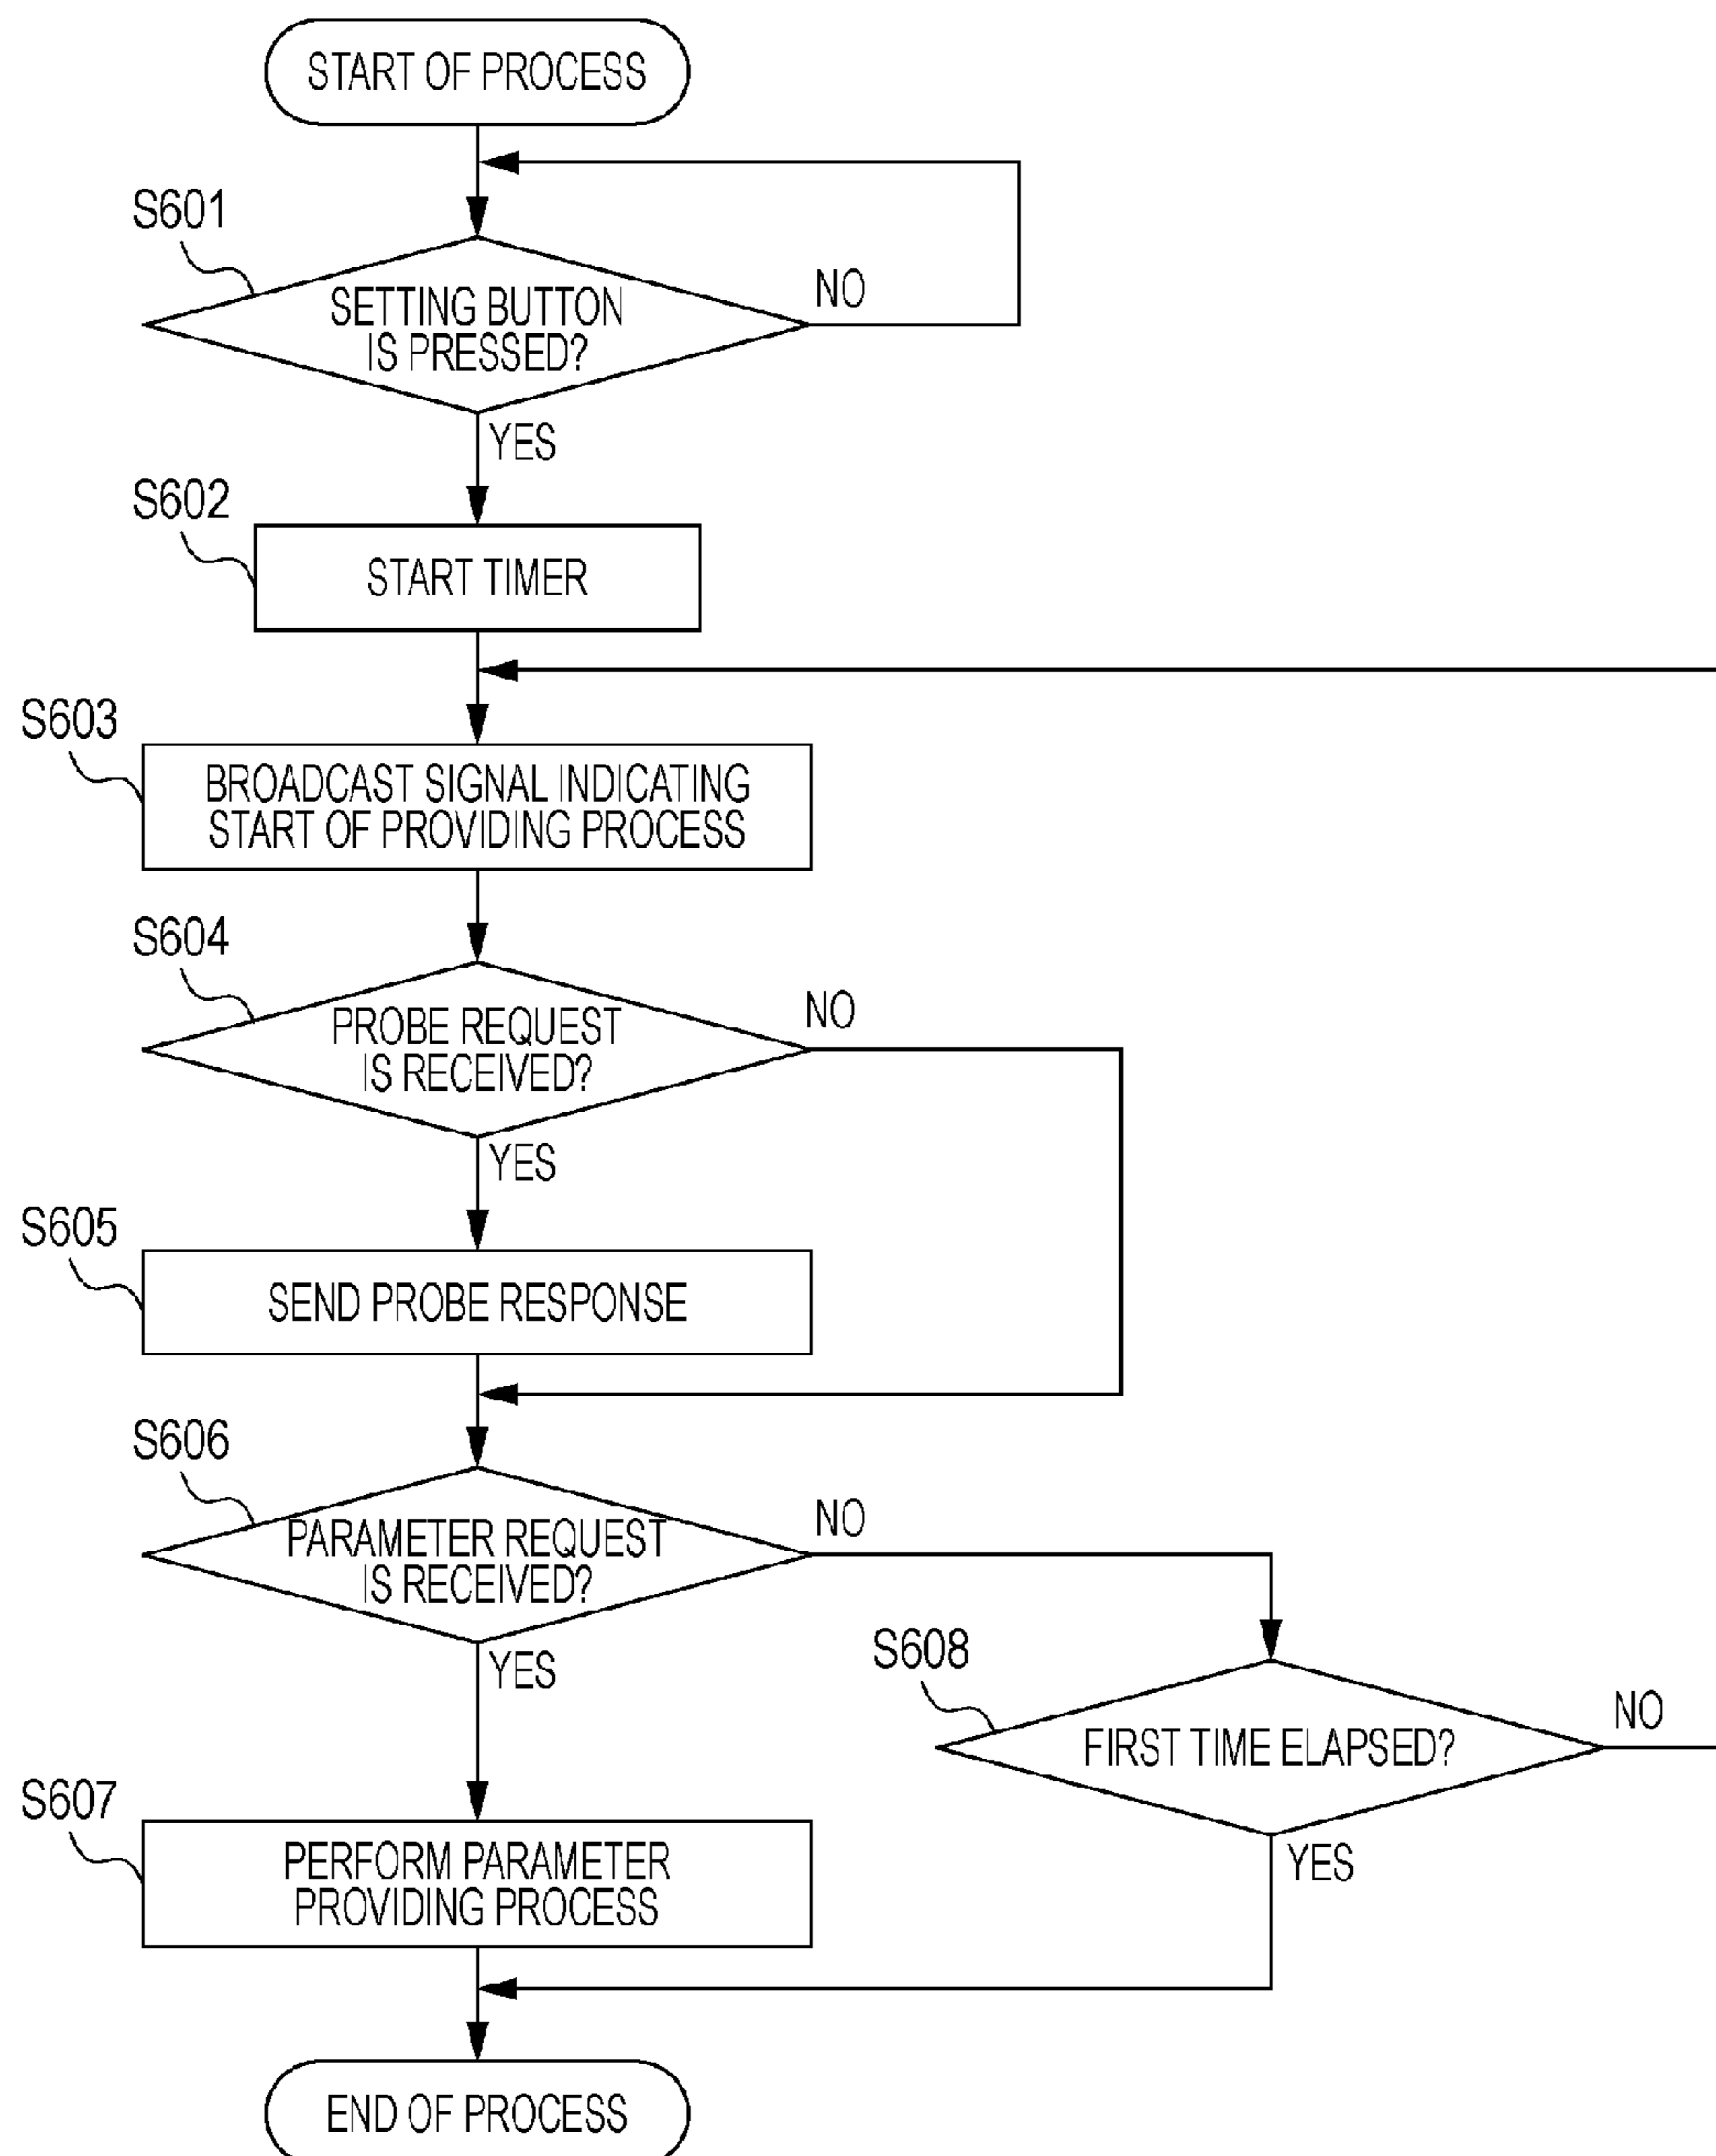 START OF PROCESS
S601
SETTING BUTTON
IS PRESSED?
NO
YES
S602
START TIMER
S603
BROADCAST SIGNAL INDICATING
START OF PROVIDING PROCESS
S604
PROBE REQUEST
IS RECEIVED?
NO
YES
S605
SEND PROBE RESPONSE
S606
PARAMETER REQUEST
IS RECEIVED?
NO
YES
S608
FIRST TIME ELAPSED?
NO
YES
S607
PERFORM PARAMETER
PROVIDING PROCESS
END OF PROCESS